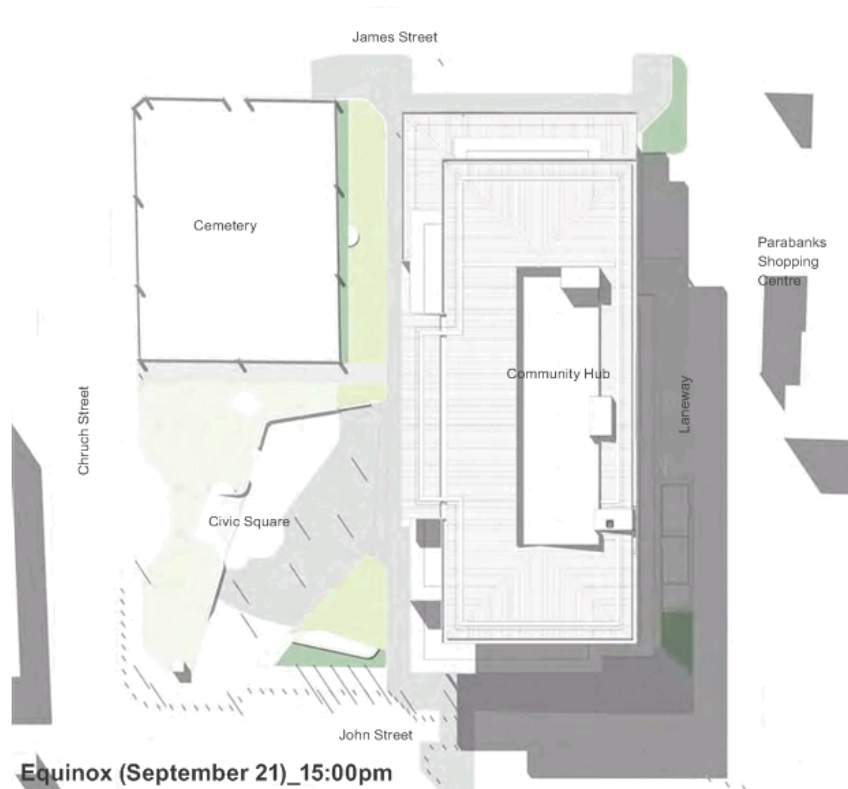 James Street
Cemetery
Parabanks
Shopping
Centre
Community Hub
Laneway
Chruch Street
Civic Square
John Street
Equinox (September 21)_15:00pm